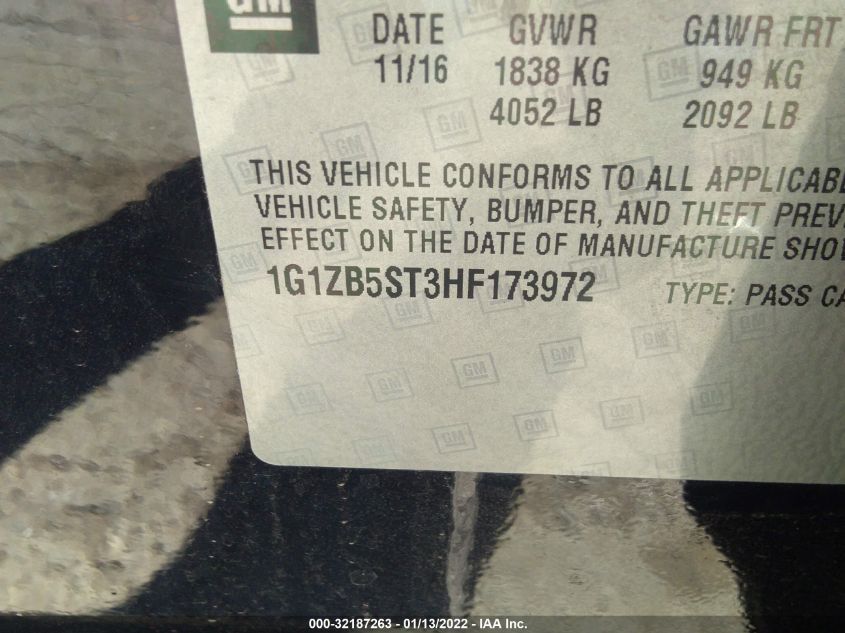 GM
DATE GVWR GAWR FRT
11/16 1838 KG 949 KG
4052 LB 2092 LB
THIS VEHICLE CONFORMS TO ALL
VEHICLE SAFETY, BUMPER, AND THEFT
EFFECT ON THE DATE OF MANUFACTURE
1G1ZB5ST3HF173972 TYPE: PASS
000-32187263 - 01/13/2022 - IAA Inc.